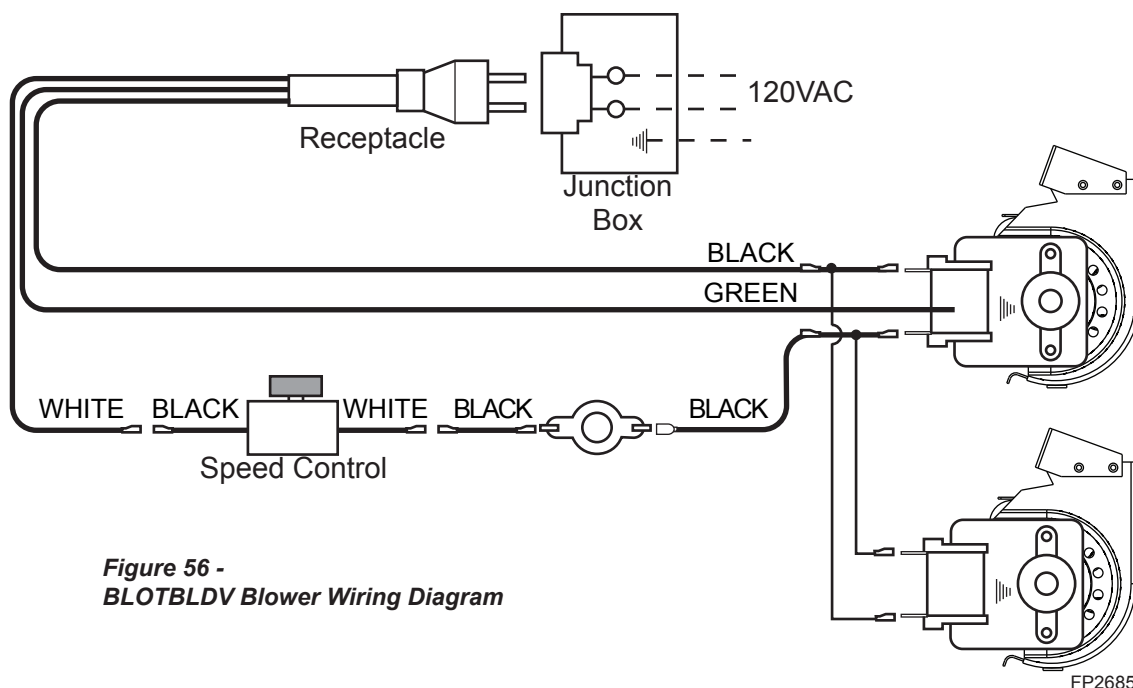 120VAC
Receptacle
Junction
Box
BLACK
GREEN
WHITE BLACK WHITE BLACK BLACK
Speed Control
Figure 56 -
BLOTBLDV Blower Wiring Diagram
FP2685